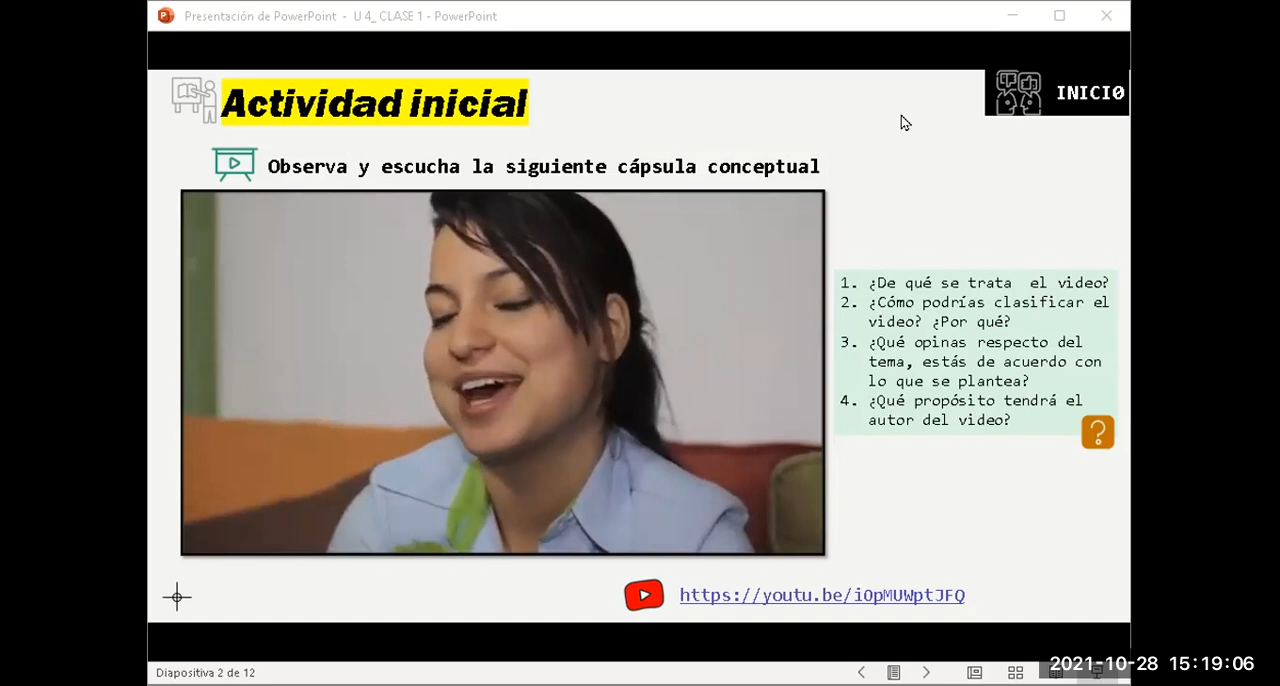 Presentación de PowerPoint - U 4_ CLASE 1 - PowerPoint
Actividad inicial
INICIO
Observa y escucha la siguiente cápsula conceptual
1. ¿De qué se trata el video?
2. ¿Cómo podrías clasificar el
video? ¿Por qué?
3. ¿Qué opinas respecto del
tema, estás de acuerdo con
lo que se plantea?
4. ¿Qué propósito tendrá el
autor del video?
?
https://youtu.be/iOpMUWptJFQ
Diapositiva 2 de 12
2021-10-28 15:19:06